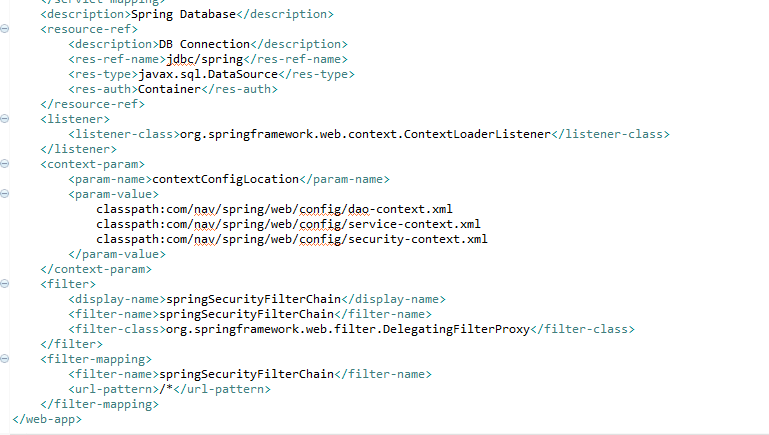 </servlet-mapping>
<description>Spring Database</description>
<resource-ref>
<description>DB Connection</description>
<res-ref-name>jdbc/spring</res-ref-name>
<res-type>javax.sql.DataSource</res-type>
<res-auth>Container</res-auth>
</resource-ref>
<listener>
<listener-class>org.springframework.web.context.ContextLoaderListener</listener-class>
</listener>
<context-param>
<param-name>contextConfigLocation</param-name>
<param-value>
classpath:com/nav/spring/web/config/dao-context.xml
classpath:com/nav/spring/web/config/service-context.xml
classpath:com/nav/spring/web/config/security-context.xml
</param-value>
</context-param>
<filter>
<display-name>springSecurityFilterChain</display-name>
<filter-name>springSecurityFilterChain</filter-name>
<filter-class>org.springframework.web.filter.DelegatingFilterProxy</filter-class>
</filter>
<filter-mapping>
<filter-name>springSecurityFilterChain</filter-name>
<url-pattern>/*</url-pattern>
</filter-mapping>
</web-app>